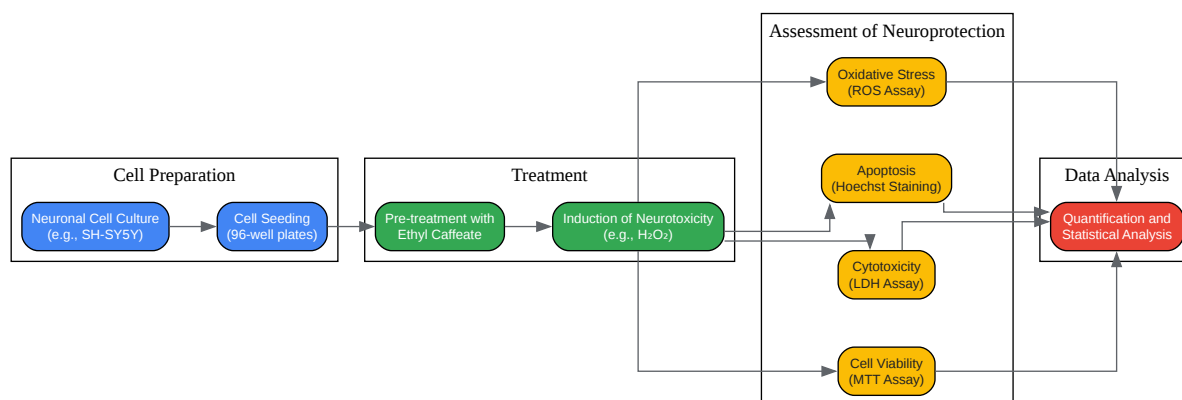 Cell Preparation
Neuronal Cell Culture
(e.g., SH-SY5Y)
Cell Seeding
(96-well plates)
Treatment
Pre-treatment with
Ethyl Caffeate
Induction of Neurotoxicity
(e.g., H₂O₂)
Assessment of Neuroprotection
Oxidative Stress
(ROS Assay)
Apoptosis
(Hoechst Staining)
Cytotoxicity
(LDH Assay)
Cell Viability
(MTT Assay)
Data Analysis
Quantification and
Statistical Analysis